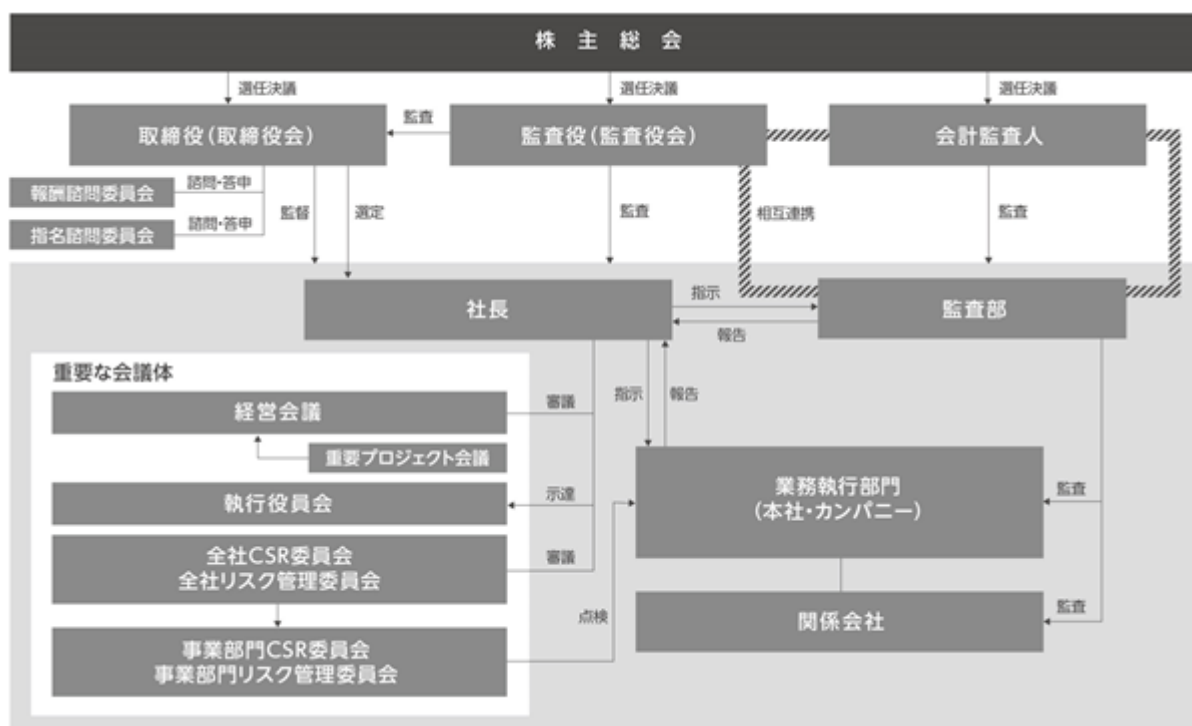 株主総会
選任決議
選任決議
選任決議
取締役(取締役会)
監査
監査役(監査役会)
会計監査人
報酬諮問委員会
諮問・答申
指名諮問委員会
諮問・答申
監督
選定
監査
相互連携
監査
社長
指示
報告
監査部
重要な会議体
経営会議
審議
指示
報告
重要プロジェクト会議
執行役員会
示達
業務執行部門
(本社・カンパニー)
監査
全社CSR委員会
全社リスク管理委員会
審議
点検
関係会社
監査
事業部門CSR委員会
事業部門リスク管理委員会